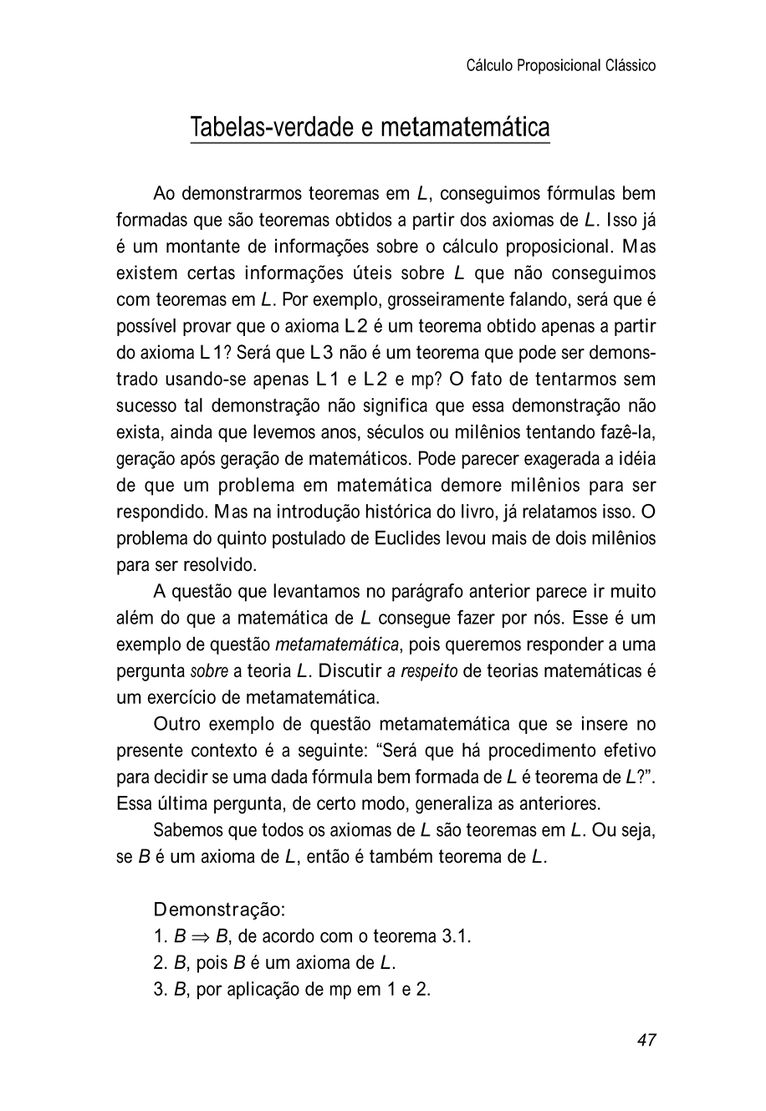 Cálculo Proposicional Clássico
Tabelas-verdade e metamatemática
Ao demonstrarmos teoremas em L, conseguimos fórmulas bem
formadas que são teoremas obtidos a partir dos axiomas de L. Isso já
é um montante de informações sobre o cálculo proposicional. Mas
existem certas informações úteis sobre L que não conseguimos
com teoremas em L. Por exemplo, grosseiramente falando, será que é
possível provar que o axioma L2 é um teorema obtido apenas a partir
do axioma L1? Será que L3 não é um teorema que pode ser demons-
trado usando-se apenas L1 e L2 e mp? O fato de tentarmos sem
sucesso tal demonstração não significa que essa demonstração não
exista, ainda que levemos anos, séculos ou milênios tentando fazê-la,
geração após geração de matemáticos. Pode parecer exagerada a idéia
de que um problema em matemática demore milênios para ser
respondido. Mas na introdução histórica do livro, já relatamos isso. O
problema do quinto postulado de Euclides levou mais de dois milênios
para ser resolvido.
A questão que levantamos no parágrafo anterior parece ir muito
além do que a matemática de L consegue fazer por nós. Esse é um
exemplo de questão metamatemática, pois queremos responder a uma
pergunta sobre a teoria L. Discutir a respeito de teorias matemáticas é
um exercício de metamatemática.
Outro exemplo de questão metamatemática que se insere no
presente contexto é a seguinte: “Será que há procedimento efetivo
para decidir se uma dada fórmula bem formada de L é teorema de L?”.
Essa última pergunta, de certo modo, generaliza as anteriores.
Sabemos que todos os axiomas de L são teoremas em L. Ou seja,
se B é um axioma de L, então é também teorema de L.
Demonstração:
1. B ⇒ B, de acordo com o teorema 3.1.
2. B, pois B é um axioma de L.
3. B, por aplicação de mp em 1 e 2.
47